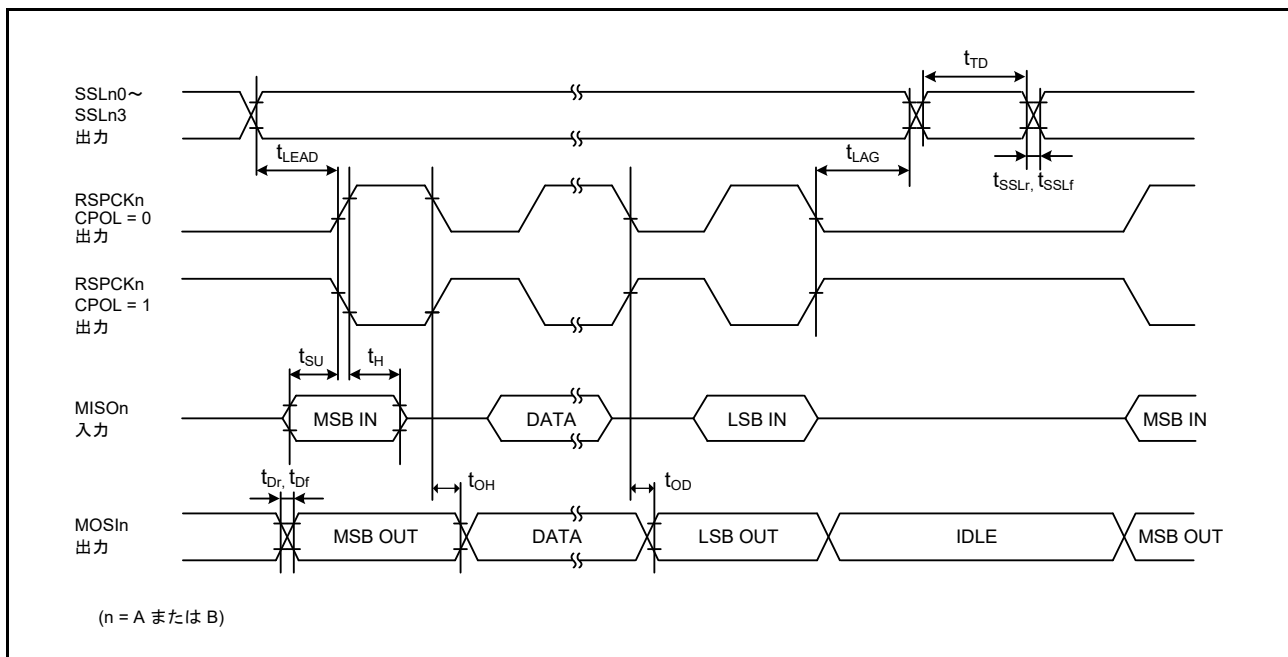 t_TD
SSLn0～
SSLn3
出力
t_LEAD
t_LAG
t_SSLr, t_SSLf
RSPCKn
CPOL = 0
出力
RSPCKn
CPOL = 1
出力
t_SU
t_H
MISOn
入力
MSB IN
DATA
LSB IN
MSB IN
t_Dr, t_Df
t_OH
t_OD
MOSIn
出力
MSB OUT
DATA
LSB OUT
IDLE
MSB OUT
(n = A または B)